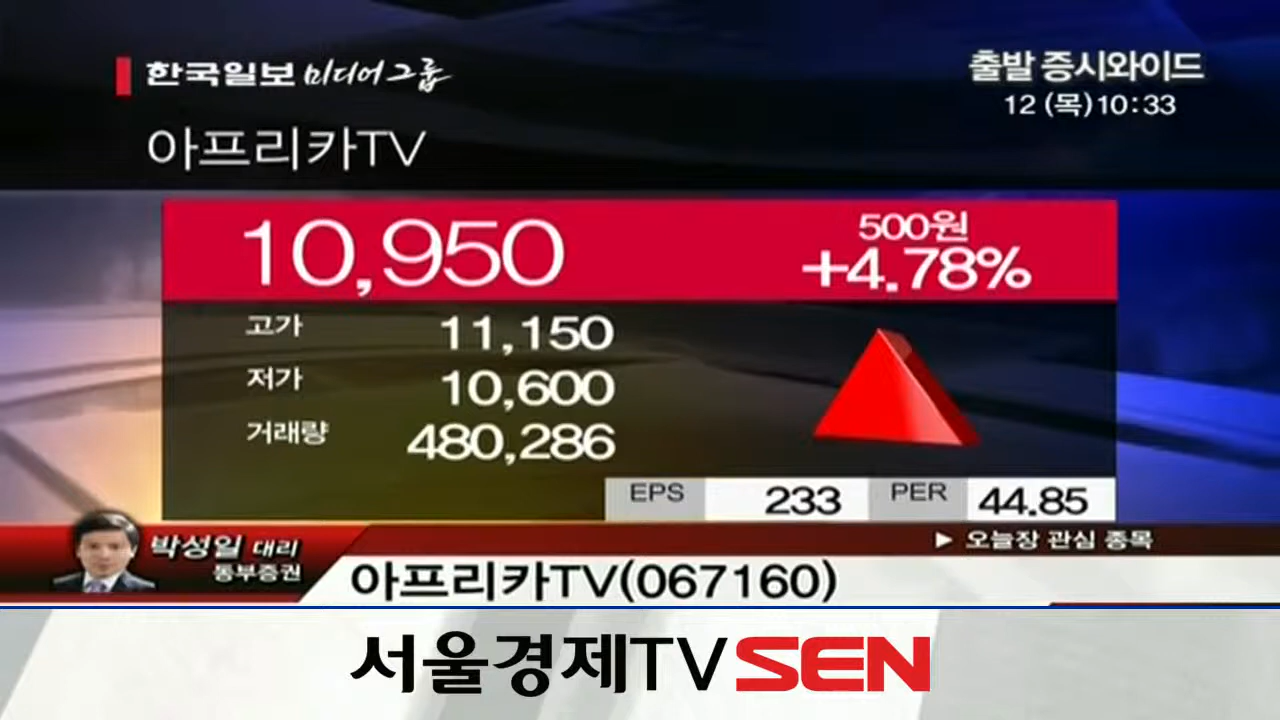 한국일보 미디어그룹
출발 증시와이드
12 (목) 10:33
아프리카TV
10,950
500원
+4.78%
고가 11,150
저가 10,600
거래량 480,286
EPS 233 PER 44.85
박성일 대리
동부증권
▶ 오늘장 관심 종목
아프리카TV(067160)
서울경제TV SEN